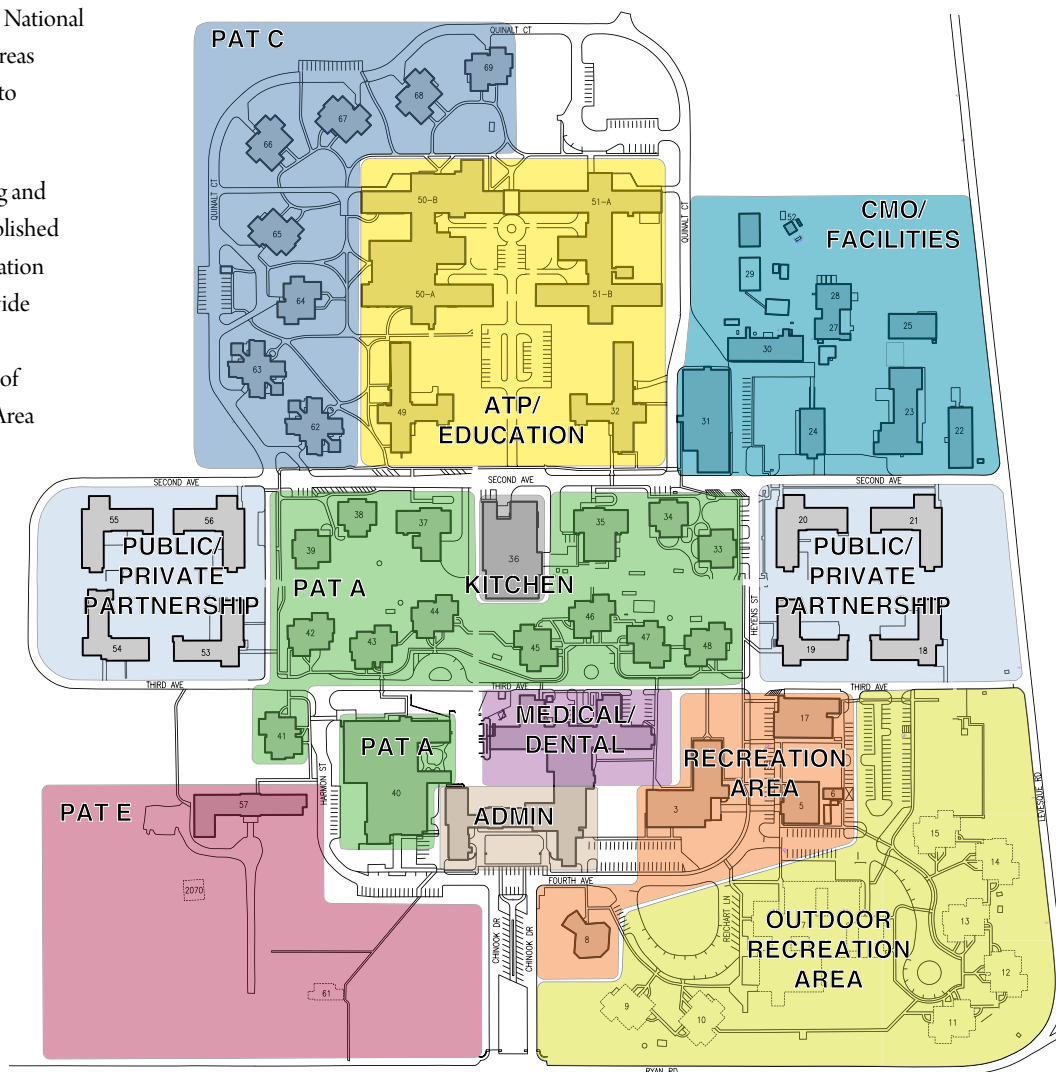 National
reas
to
g and
blished
ation
vide
of
Area
PAT C
QUINALT CT
69
68
67
66
QUINALT CT
65
64
63
62
50-B
51-A
50-A
51-B
49
32
ATP/
EDUCATION
QUINALT CT
CMO/
FACILITIES
52
29
28
27
25
30
31
24
23
22
SECOND AVE
SECOND AVE
SECOND AVE
55
56
PUBLIC/
PRIVATE
PARTNERSHIP
54
53
38
37
39
PAT A
36
KITCHEN
35
34
33
42
43
44
45
46
47
48
HEYENS ST
20
21
PUBLIC/
PRIVATE
PARTNERSHIP
19
18
THIRD AVE
THIRD AVE
THIRD AVE
41
PAT A
40
HARMON ST
MEDICAL/
DENTAL
ADMIN
17
RECREATION
AREA
3
5
6
PAT E
57
2070
61
FOURTH AVE
CHINOOK DR
CHINOOK DR
8
REICHART LN
7
OUTDOOR
RECREATION
AREA
15
14
13
12
11
9
10
LEVESQUE RD
RYAN RD